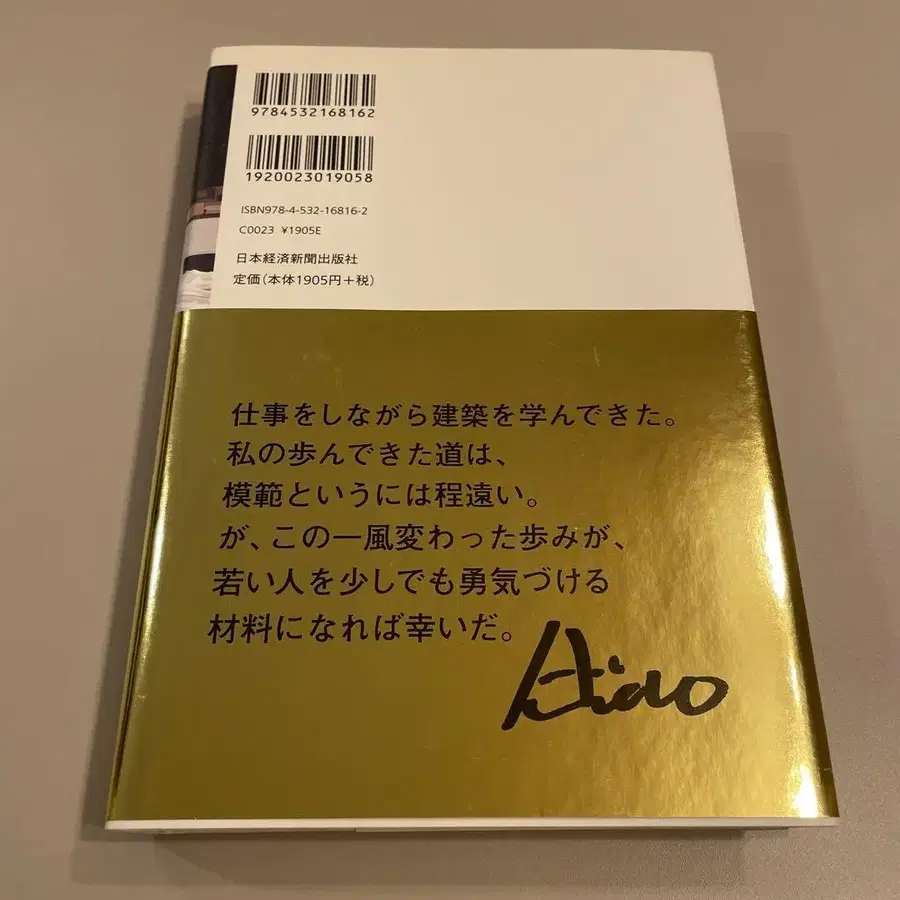 9784532168162
1920023019058
ISBN978-4-532-16816-2
C0023 ¥1905E
日本経済新聞出版社
定価(本体1905円+税)
仕事をしながら建築を学んできた。
私の歩んできた道は、
模範というには程遠い。
が、この一風変わった歩みが、
若い人を少しでも勇気づける
材料になれば幸いだ。